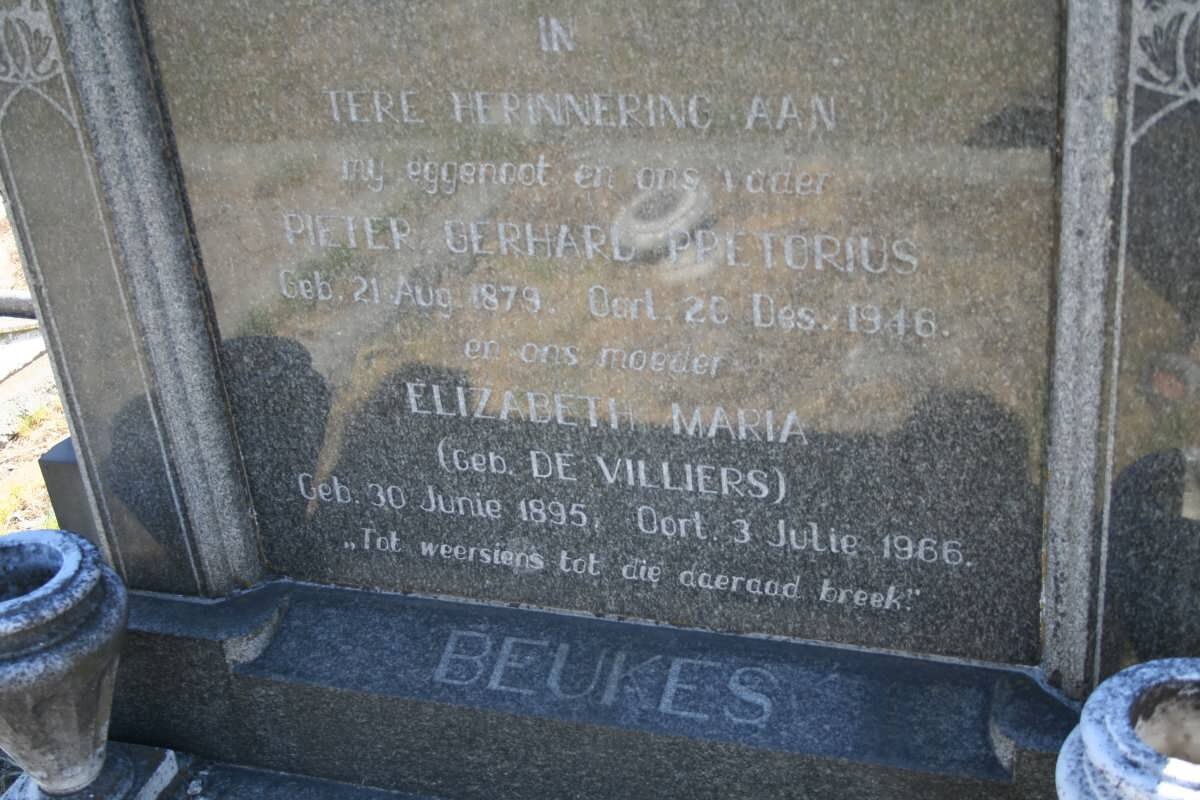 IN
TERE HERINNERING AAN
my eggenoot en ons vader
PIETER GERHARD PRETORIUS
Geb. 21 Aug. 1879. Oorl. 20 Des. 1946.
en ons moeder
ELIZABETH MARIA
(Geb. DE VILLIERS)
Geb. 30 Junie 1895, Oorl. 3 Julie 1966.
„Tot weersiens tot die daeraad breek."
BEUKES